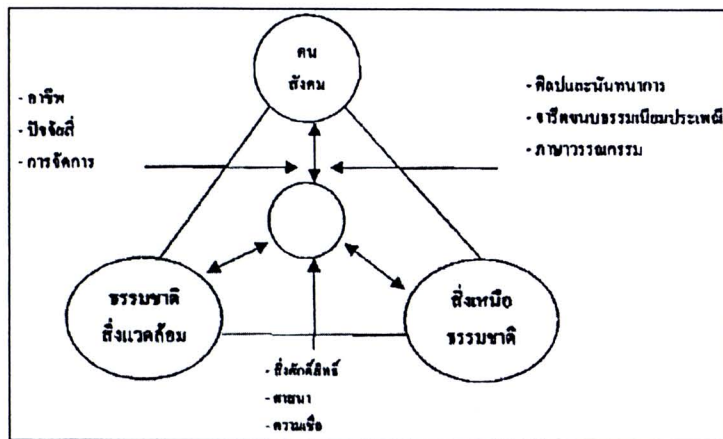 คน
สังคม
- อาชีพ
- ปัจจัยสี่
- การจัดการ
- ศิลปและนันทนาการ
- จารีตขนบธรรมเนียมประเพณี
- ภาษาวรรณกรรม
ธรรมชาติ
สิ่งแวดล้อม
สิ่งเหนือ
ธรรมชาติ
- สิ่งศักดิ์สิทธิ์
- ศาสนา
- ความเชื่อ